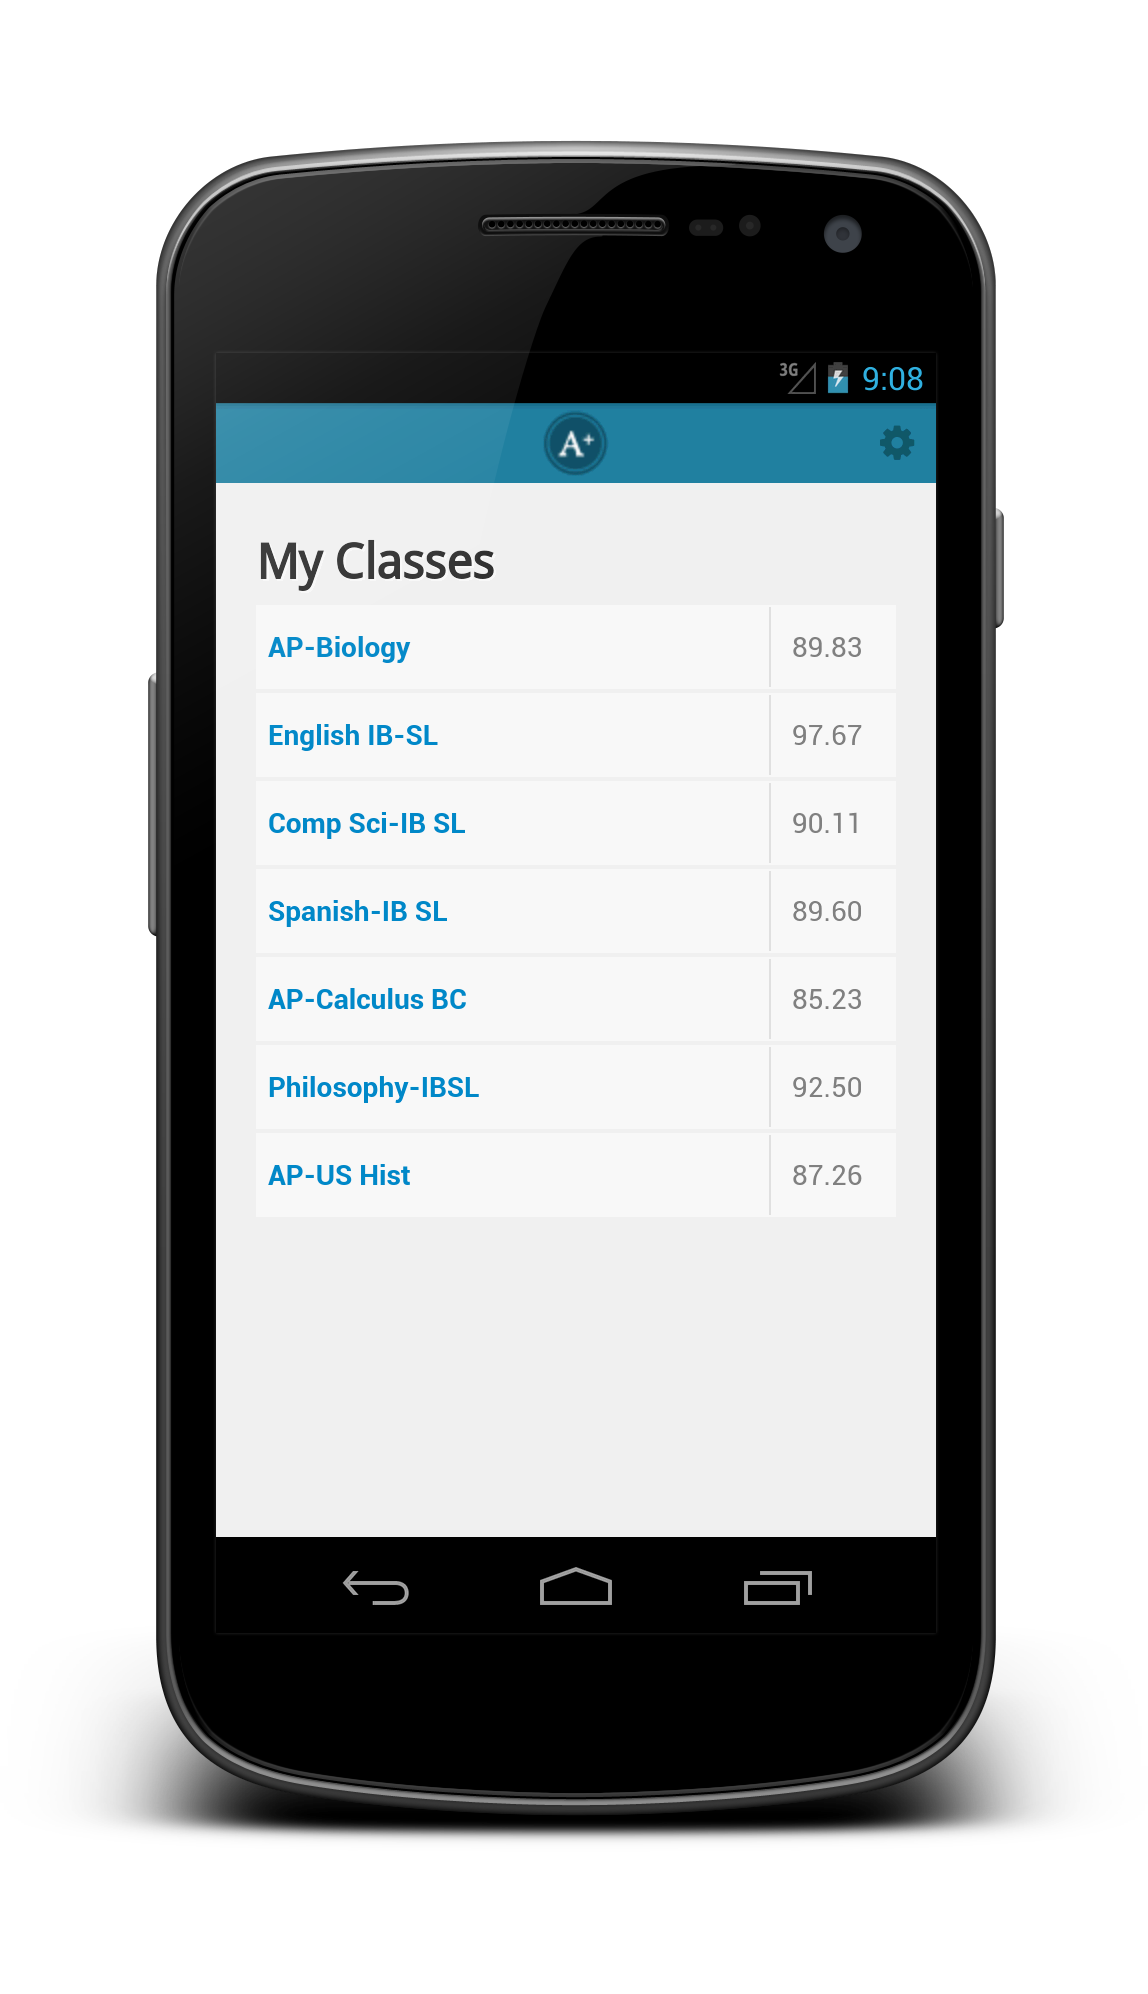 3G 9:08
A+
My Classes
AP-Biology 89.83
English IB-SL 97.67
Comp Sci-IB SL 90.11
Spanish-IB SL 89.60
AP-Calculus BC 85.23
Philosophy-IBSL 92.50
AP-US Hist 87.26